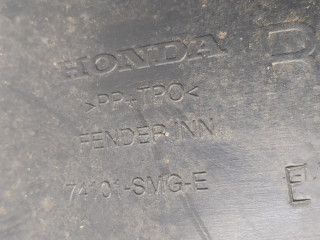 HONDA R
>PP+TPO<
FENDER INN
74101-SMG-E
E